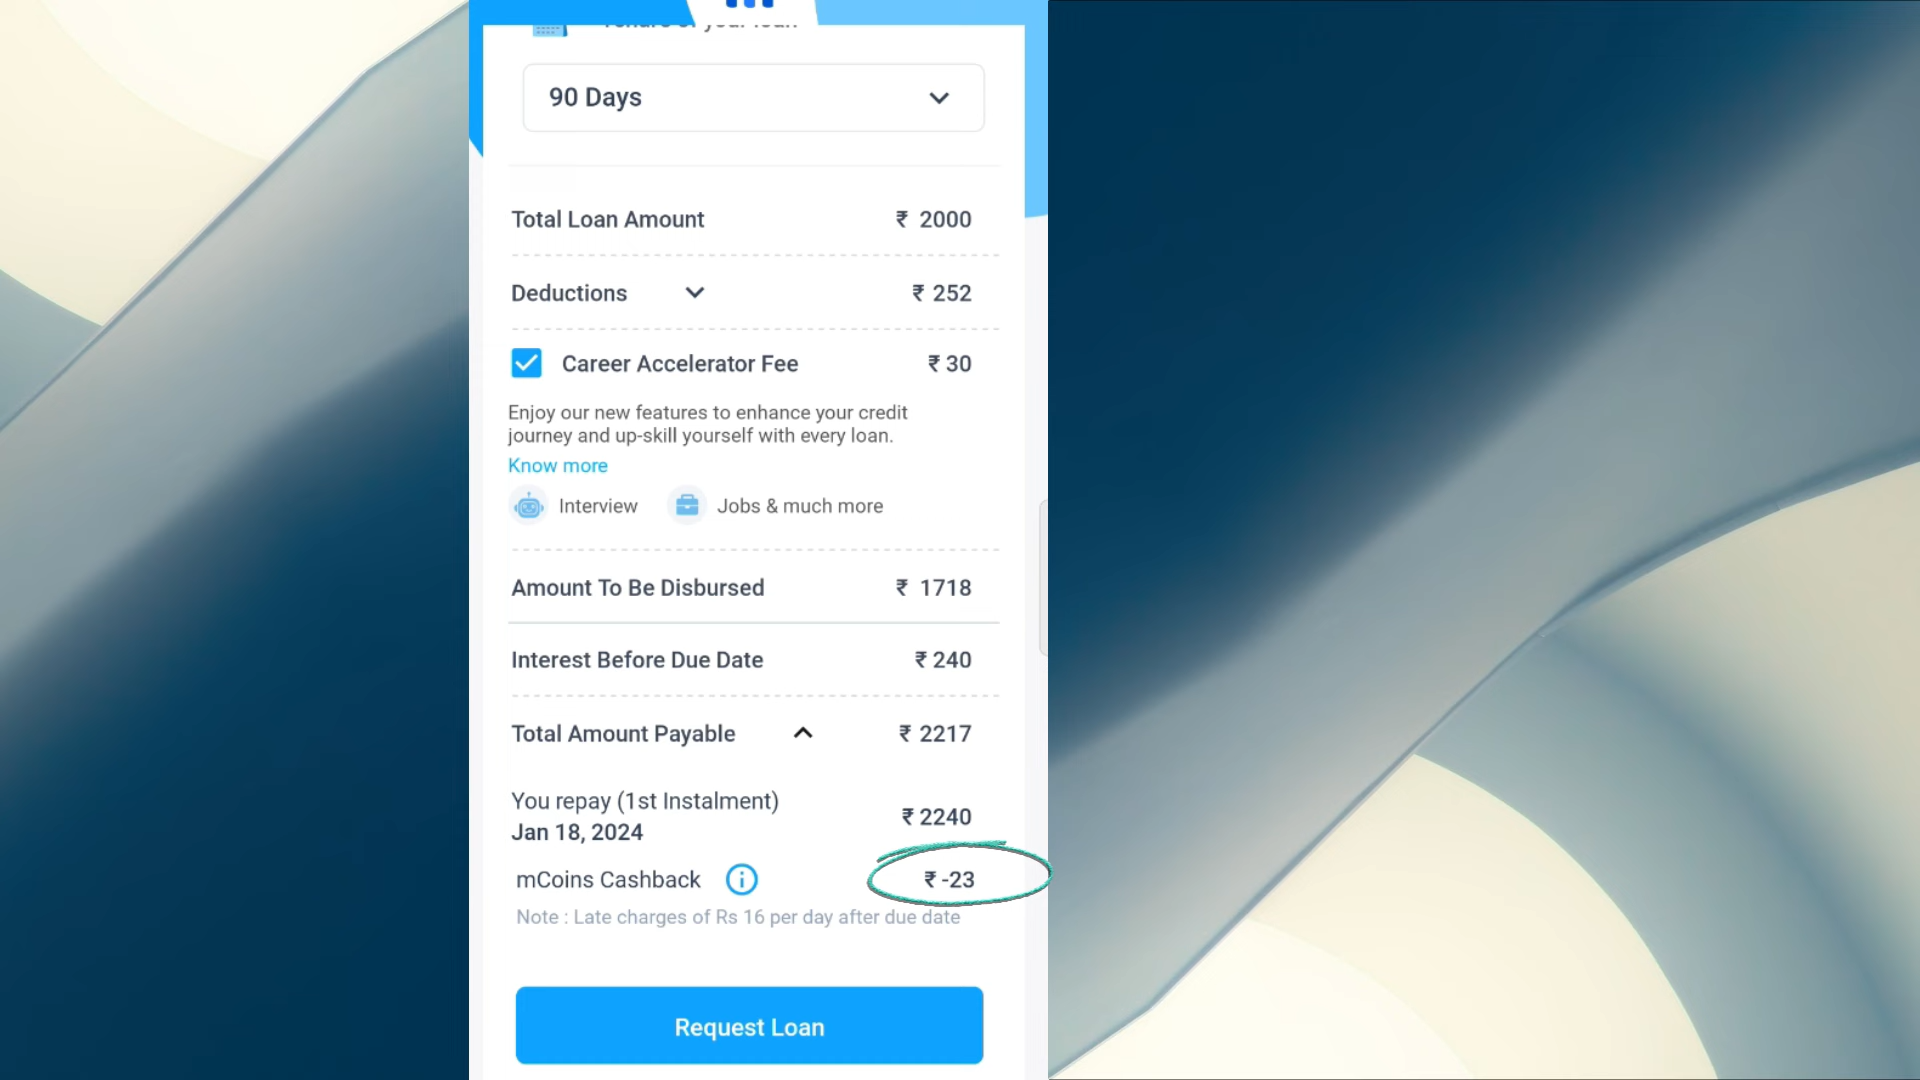 90 Days
Total Loan Amount ₹ 2000
Deductions ₹ 252
Career Accelerator Fee ₹ 30
Enjoy our new features to enhance your credit
journey and up-skill yourself with every loan.
Know more
Interview Jobs & much more
Amount To Be Disbursed ₹ 1718
Interest Before Due Date ₹ 240
Total Amount Payable ₹ 2217
You repay (1st Instalment)
Jan 18, 2024 ₹ 2240
mCoins Cashback ₹ -23
Note : Late charges of Rs 16 per day after due date
Request Loan